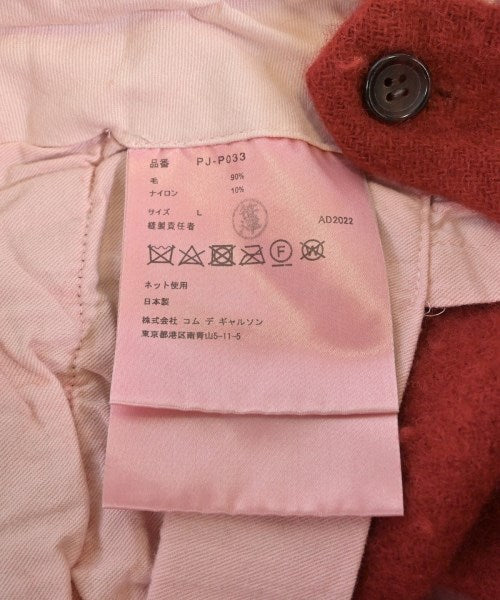 品番 PJ-P033
毛 90%
ナイロン 10%
サイズ L
縫製責任者
AD2022
F W
ネット使用
日本製
株式会社 コム デ ギャルソン
東京都港区南青山5-11-5